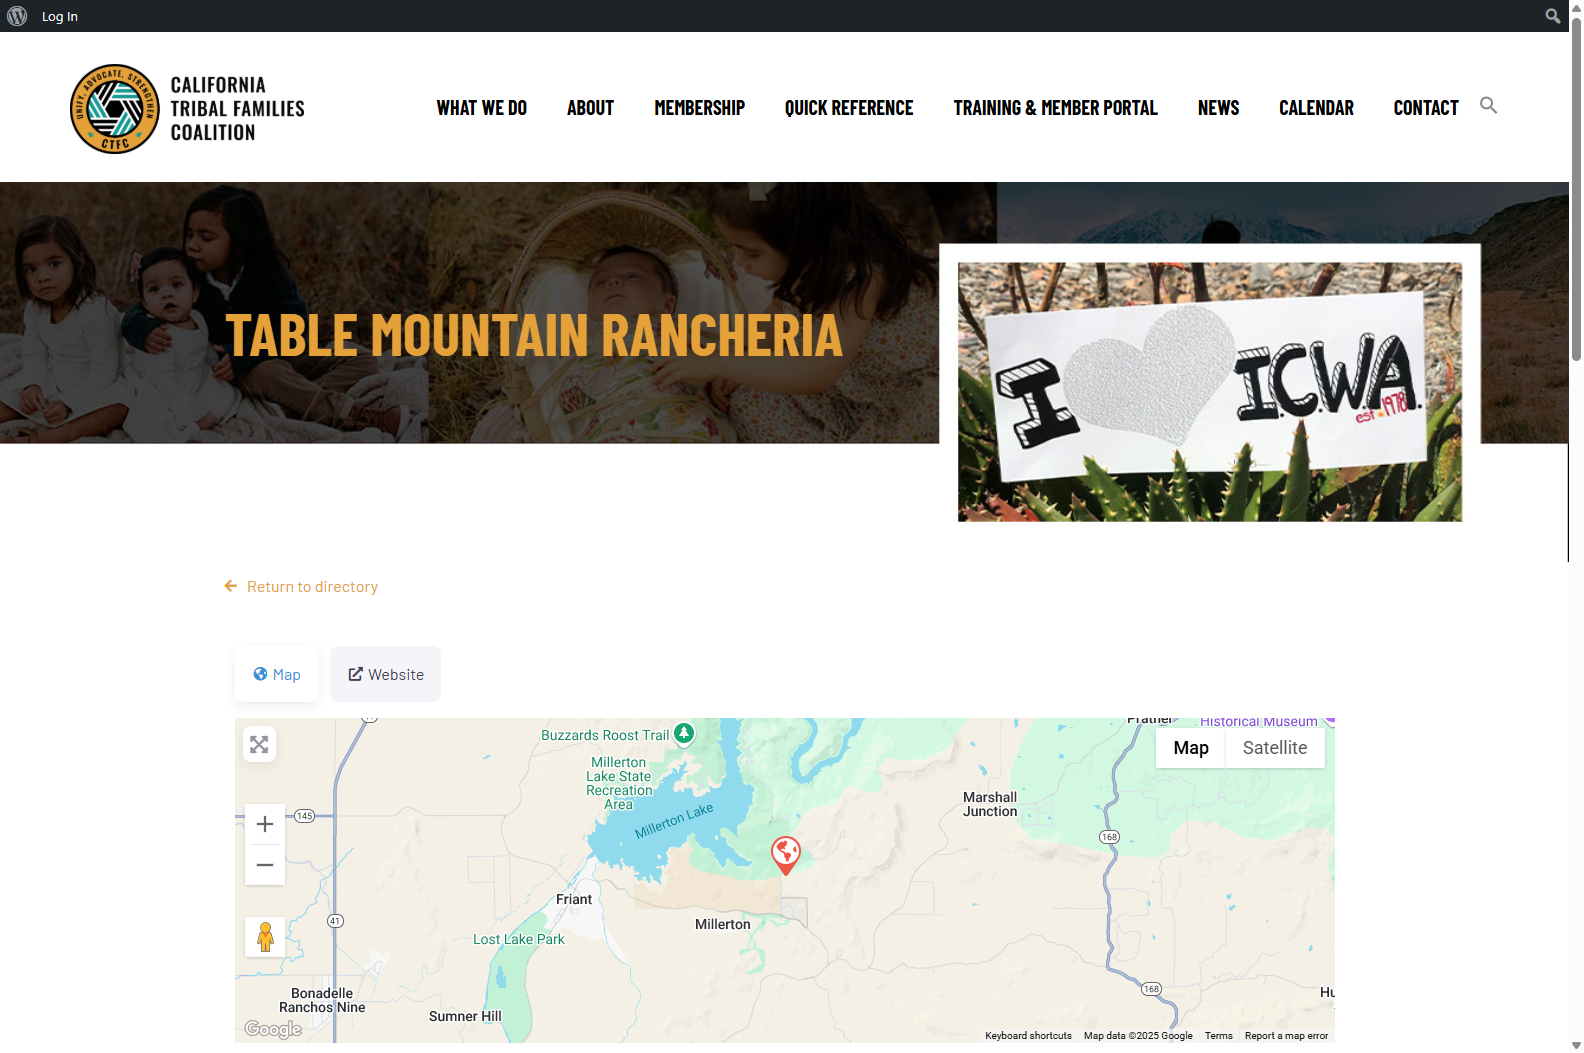 Log In
UNIFY. ADVOCATE. STRENGTHEN
CTFC
CALIFORNIA
TRIBAL FAMILIES
COALITION
WHAT WE DO
ABOUT
MEMBERSHIP
QUICK REFERENCE
TRAINING & MEMBER PORTAL
NEWS
CALENDAR
CONTACT
TABLE MOUNTAIN RANCHERIA
I I.C.W.A.
est. 1978
Return to directory
Map
Website
Prather
Historical Museum
Buzzards Roost Trail
Map
Satellite
Millerton
Lake State
Recreation
Area
Millerton Lake
Marshall
Junction
145
168
Friant
41
Millerton
Lost Lake Park
Bonadelle
Ranchos Nine
168
Hu
Sumner Hill
Google
Keyboard shortcuts
Map data ©2025 Google
Terms
Report a map error